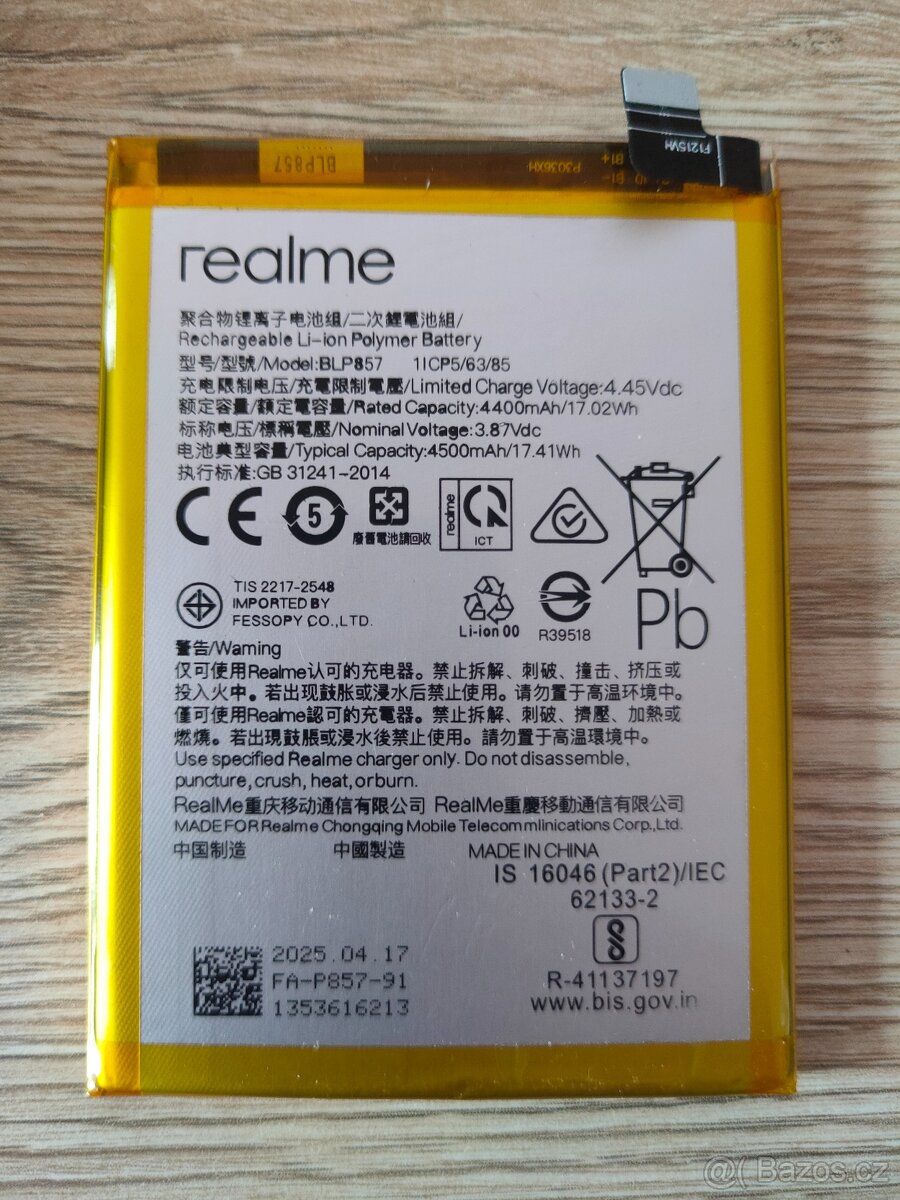 BLP857
P3036XH
B1+
B1-
F1215VH
realme
聚合物锂离子电池组/二次鋰電池組/
Rechargeable Li-ion Polymer Battery
型号/型號/Model:BLP857 1ICP5/63/85
充电限制电压/充電限制電壓/Limited Charge Voltage:4.45Vdc
额定容量/額定電容量/Rated Capacity:4400mAh/17.02Wh
标称电压/標稱電壓/Nominal Voltage:3.87Vdc
电池典型容量/Typical Capacity:4500mAh/17.41Wh
执行标准:GB 31241-2014
CE
5
廢舊電池請回收
realme
ICT
TIS 2217-2548
IMPORTED BY
FESSOPY CO.,LTD.
Li-ion 00
R39518
Pb
警告/Waming
仅可使用Realme认可的充电器。禁止拆解、刺破、撞击、挤压或
投入火中。若出现鼓胀或浸水后禁止使用。请勿置于高温环境中。
僅可使用Realme認可的充電器。禁止拆解、刺破、擠壓、加熱或
燃燒。若出現鼓脹或浸水後禁止使用。請勿置于高溫環境中。
Use specified Realme charger only. Do not disassemble,
puncture, crush, heat, or burn.
RealMe重庆移动通信有限公司 RealMe重慶移動通信有限公司
MADE FOR Realme Chongqing Mobile Telecom mlinications Corp.,Ltd.
中国制造 中國製造 MADE IN CHINA
IS 16046 (Part2)/IEC
62133-2
R-41137197
www.bis.gov.in
2025.04.17
FA-P857-91
1353616213
@( Bazos.cz